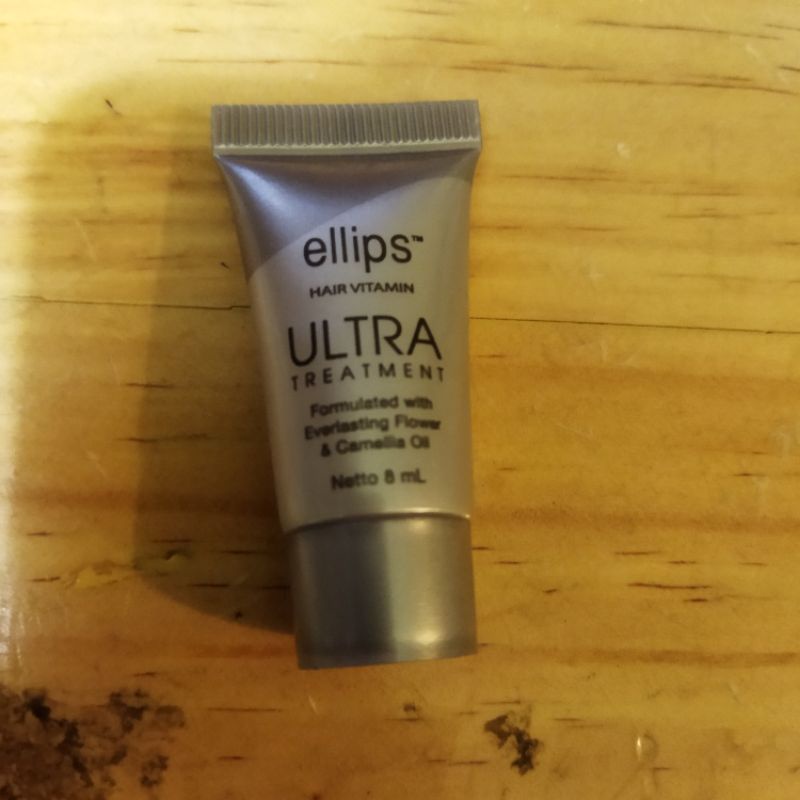 ellips™
HAIR VITAMIN
ULTRA
TREATMENT
Formulated with
Everlasting Flower
& Camellia Oil
Netto 8 mL